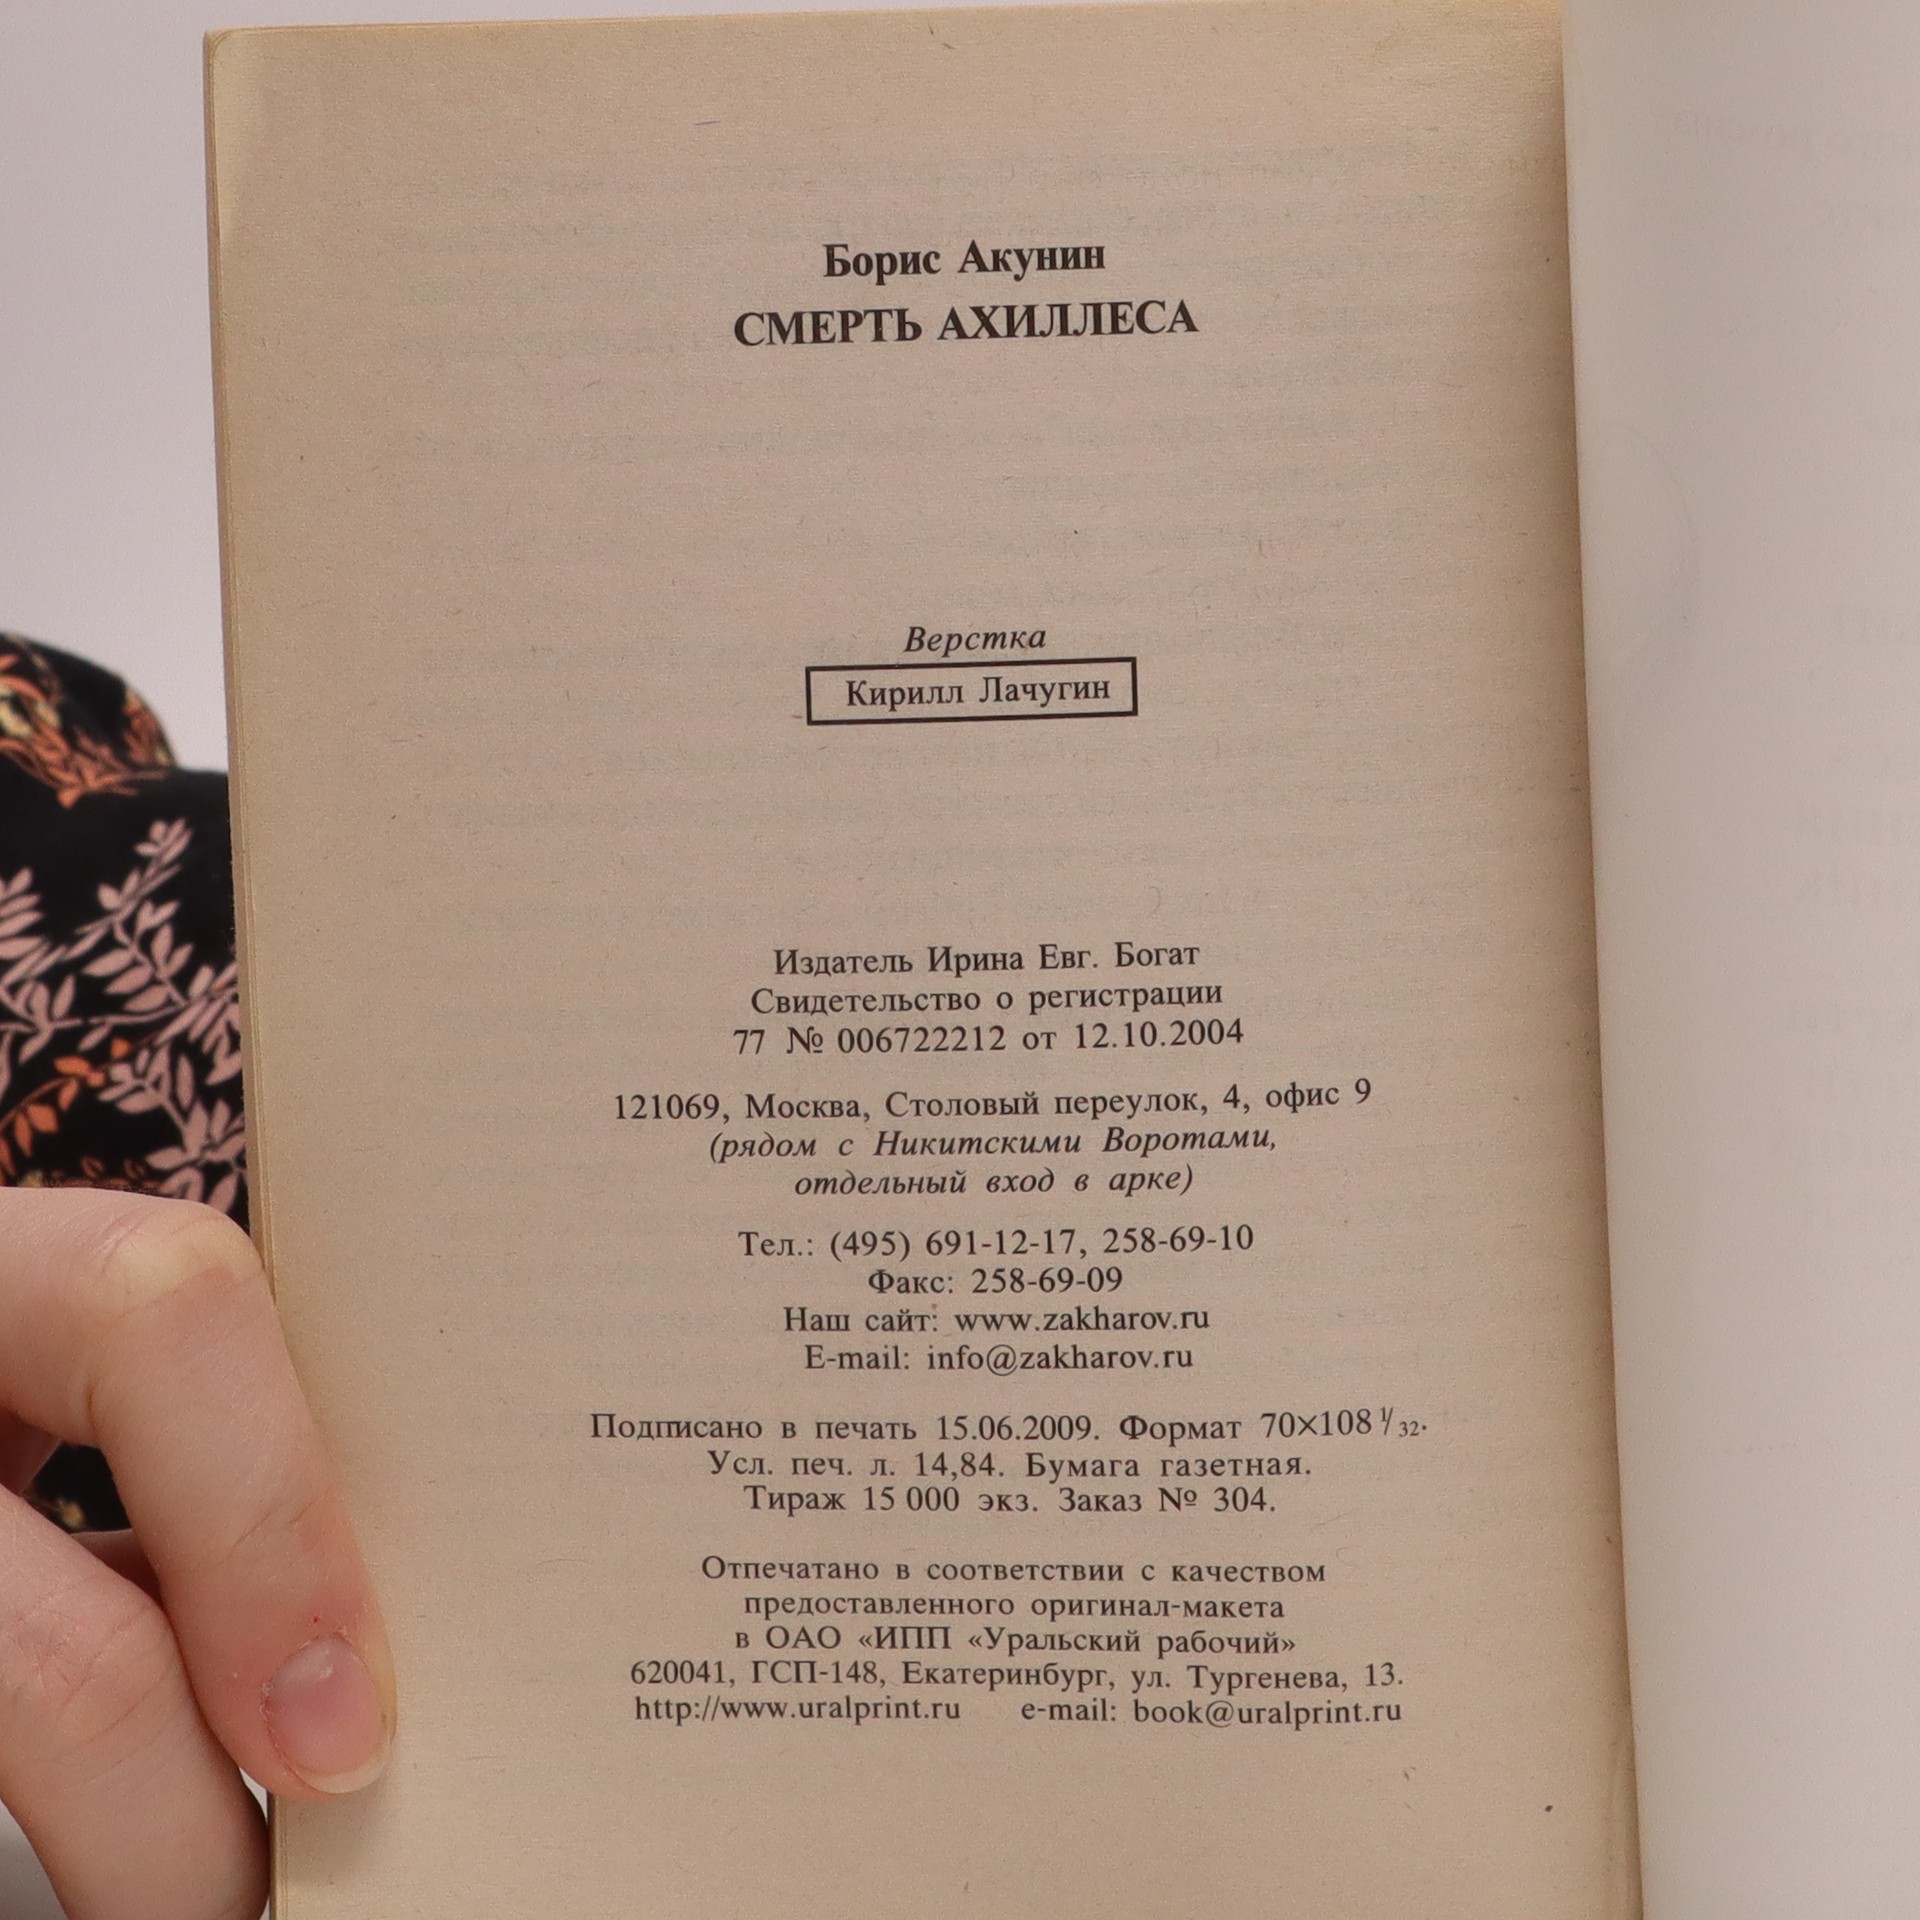 Борис Акунин
СМЕРТЬ АХИЛЛЕСА
Верстка
Кирилл Лачугин
Издатель Ирина Евг. Богат
Свидетельство о регистрации
77 № 006722212 от 12.10.2004
121069, Москва, Столовый переулок, 4, офис 9
(рядом с Никитскими Воротами,
отдельный вход в арке)
Тел.: (495) 691-12-17, 258-69-10
Факс: 258-69-09
Наш сайт: www.zakharov.ru
E-mail: info@zakharov.ru
Подписано в печать 15.06.2009. Формат 70×108 1/32.
Усл. печ. л. 14,84. Бумага газетная.
Тираж 15 000 экз. Заказ № 304.
Отпечатано в соответствии с качеством
предоставленного оригинал-макета
в ОАО «ИПП «Уральский рабочий»
620041, ГСП-148, Екатеринбург, ул. Тургенева, 13.
http://www.uralprint.ru e-mail: book@uralprint.ru